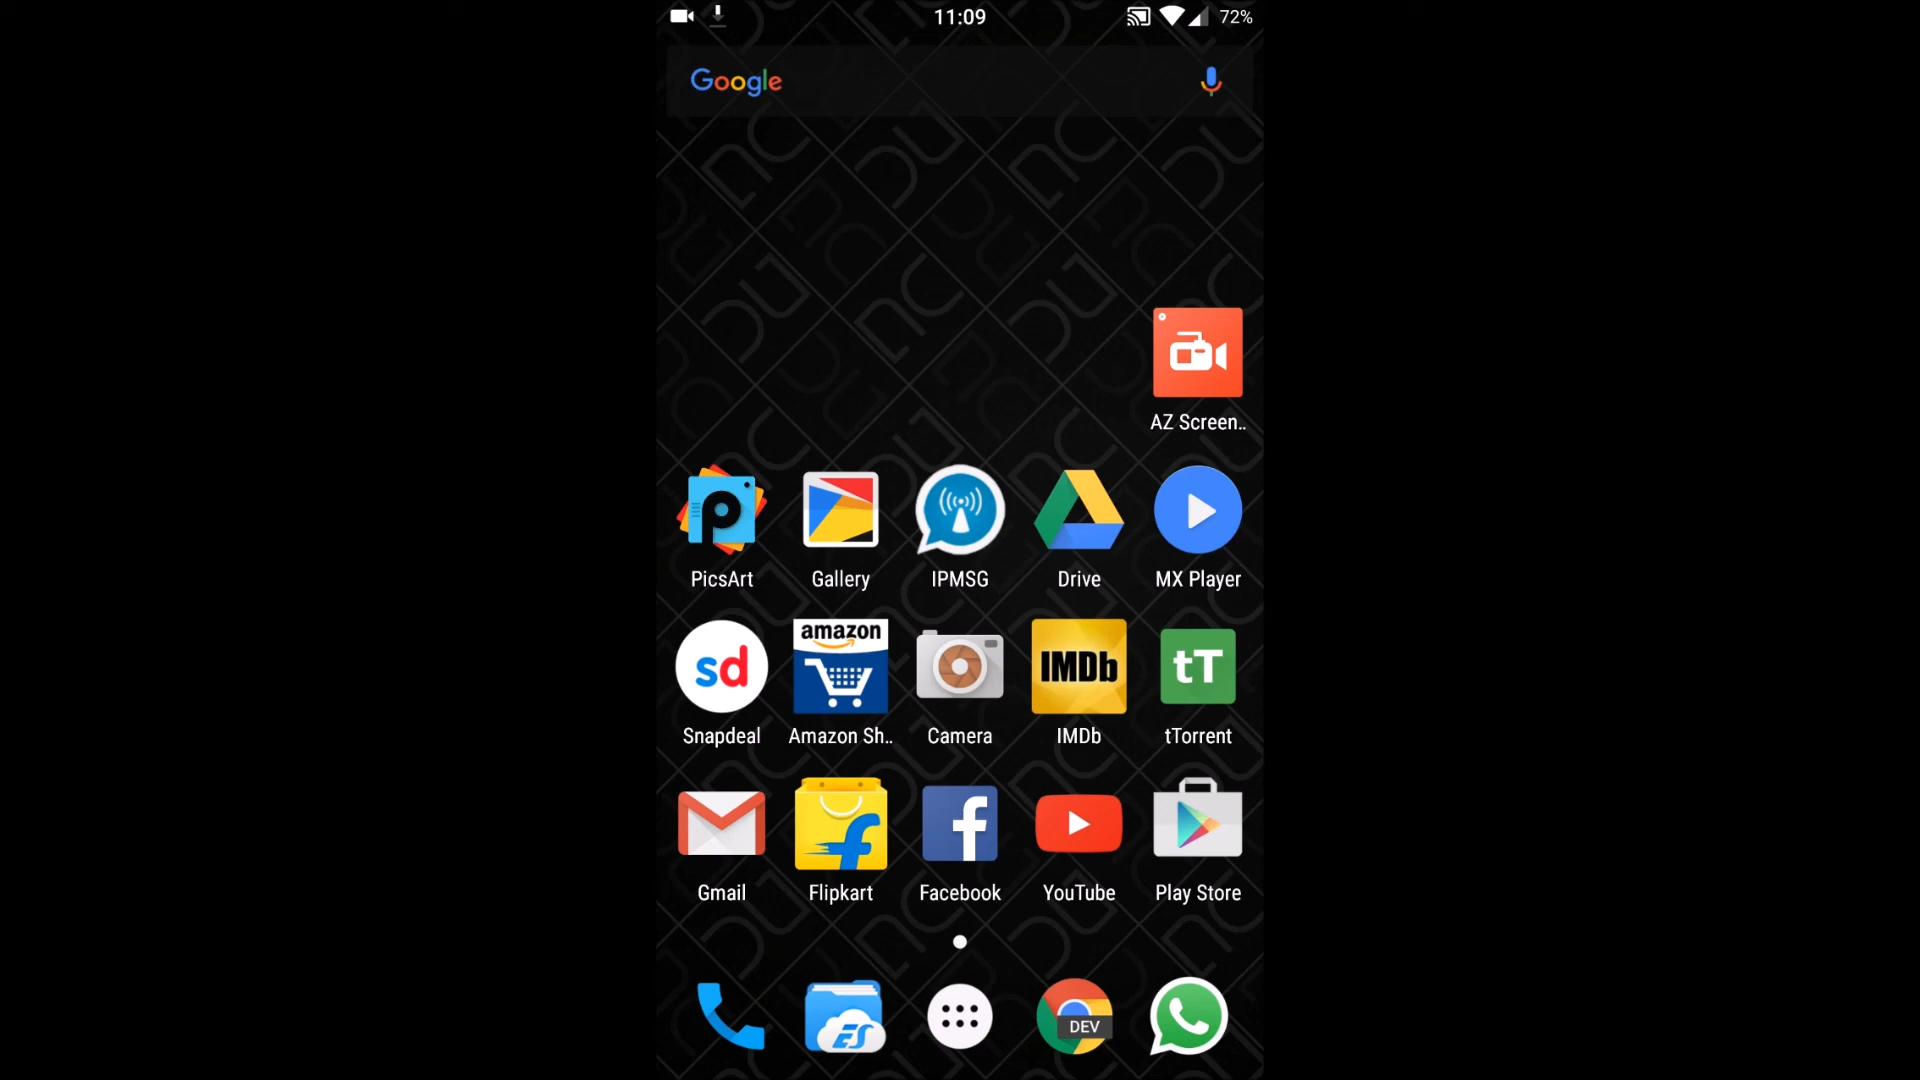 11:09 72%
Google
AZ Screen..
PicsArt Gallery IPMSG Drive MX Player
sd amazon IMDb tT
Snapdeal Amazon Sh.. Camera IMDb tTorrent
Gmail Flipkart Facebook YouTube Play Store
ES DEV